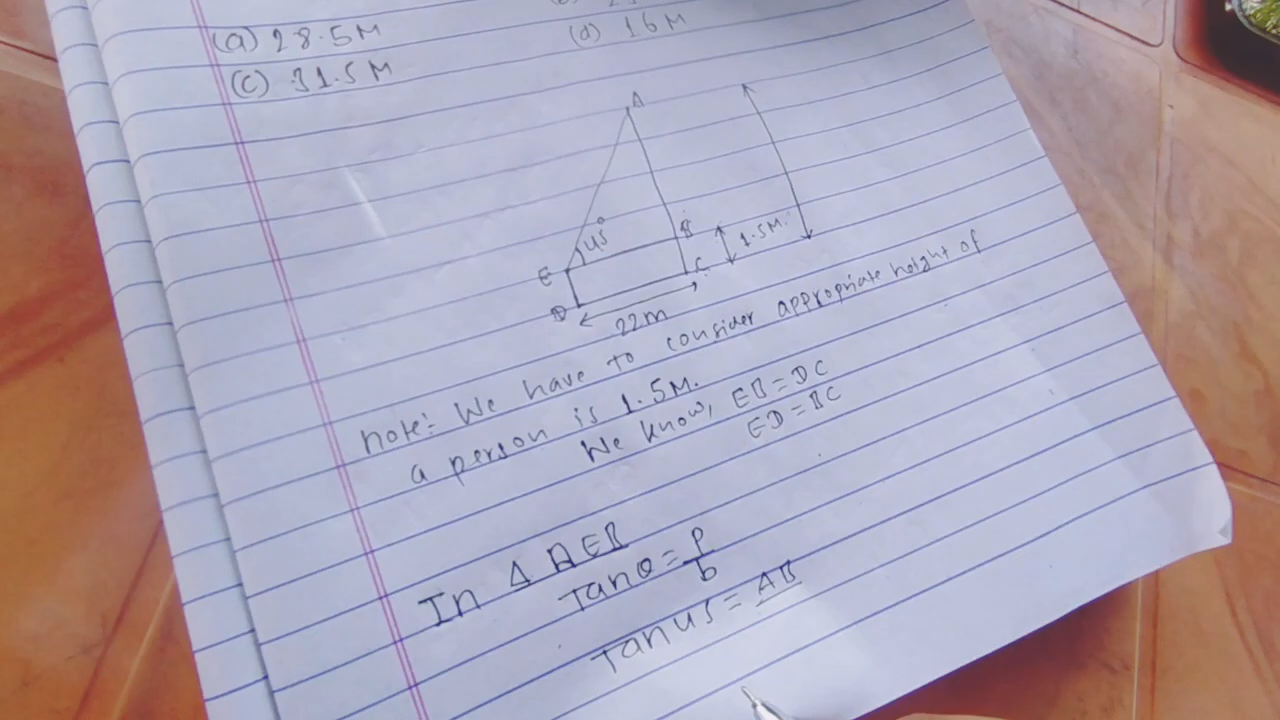 (a) 28.5M
(d) 16M
(C) 31.5M
A
45°
B
1.5M.
E
C
D
22m
note: We have to consider appropriate height of
a person is 1.5M.
We know, EB=DC
ED=BC
In Δ AEB
Tanθ = P/b
Tan45 = AB